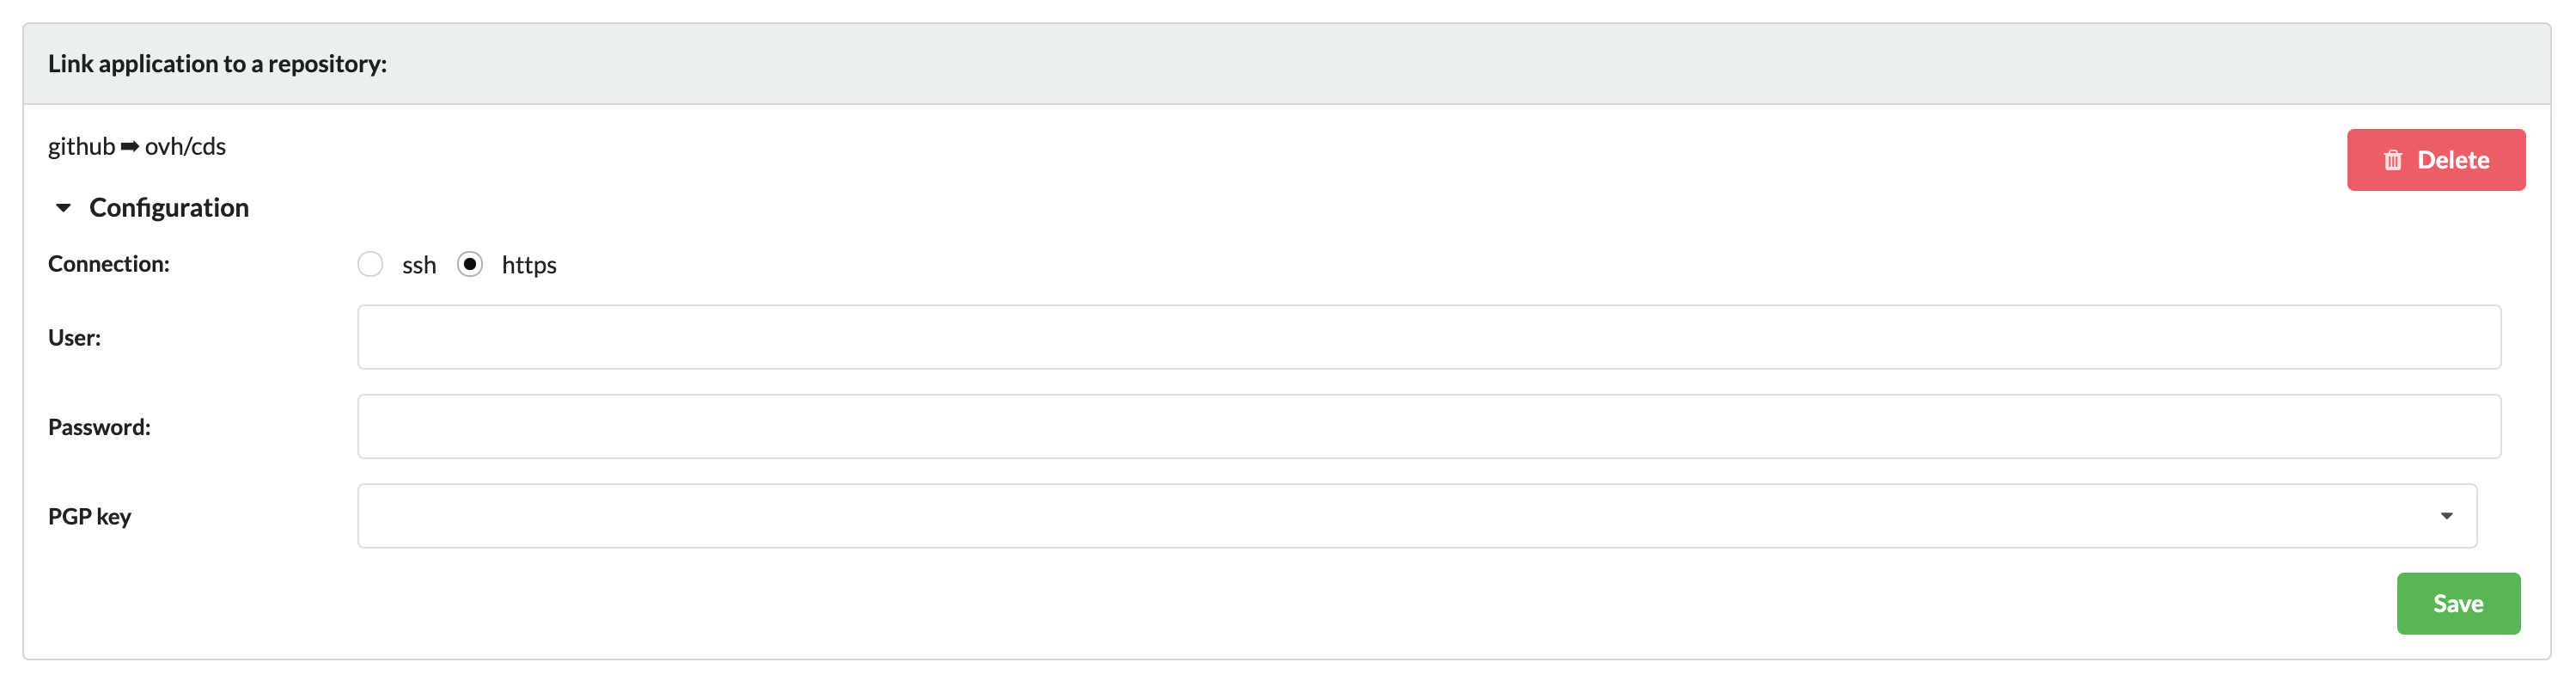 Link application to a repository:
github ➡ ovh/cds
Delete
Configuration
Connection: ssh https
User:
Password:
PGP key
Save